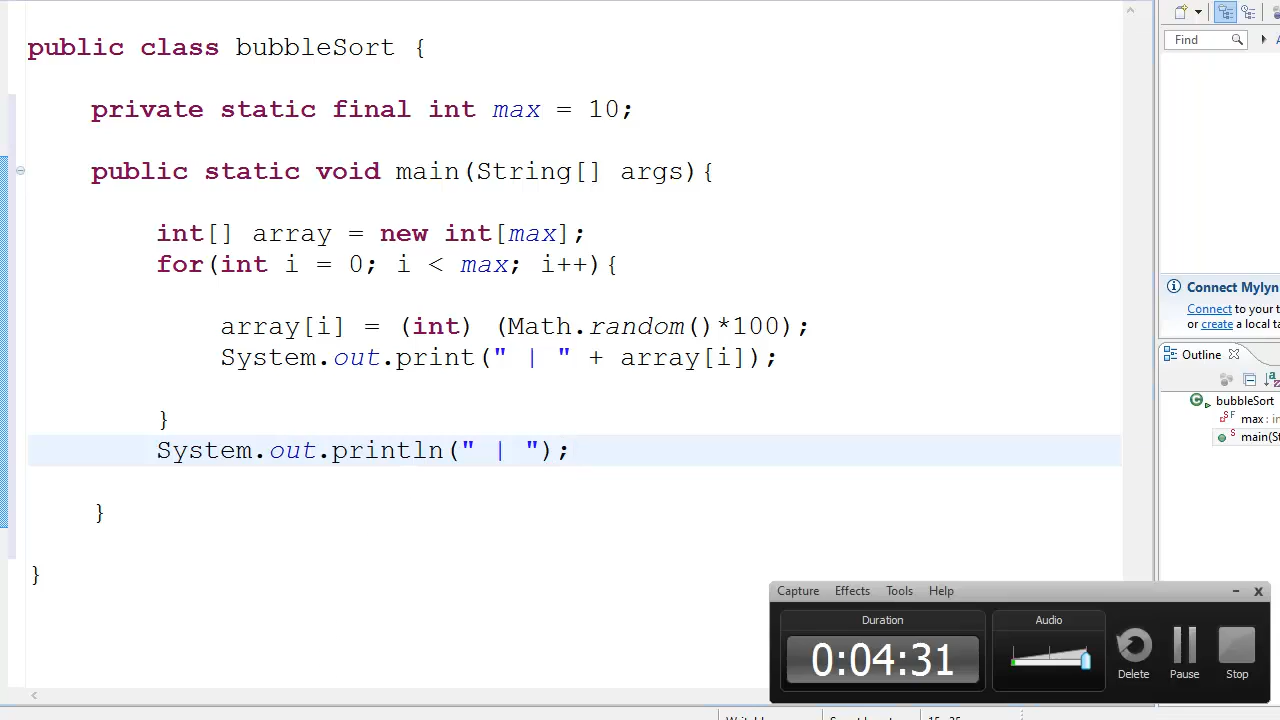 public class bubbleSort {
private static final int max = 10;
public static void main(String[] args){
int[] array = new int[max];
for(int i = 0; i < max; i++){
array[i] = (int) (Math.random()*100);
System.out.print(" | " + array[i]);
}
System.out.println(" | ");
}
}
Find
Connect Mylyn
Connect to your t
or create a local t
Outline
bubbleSort
max : in
main(St
Capture Effects Tools Help
Duration
0:04:31
Audio
Delete
Pause
Stop